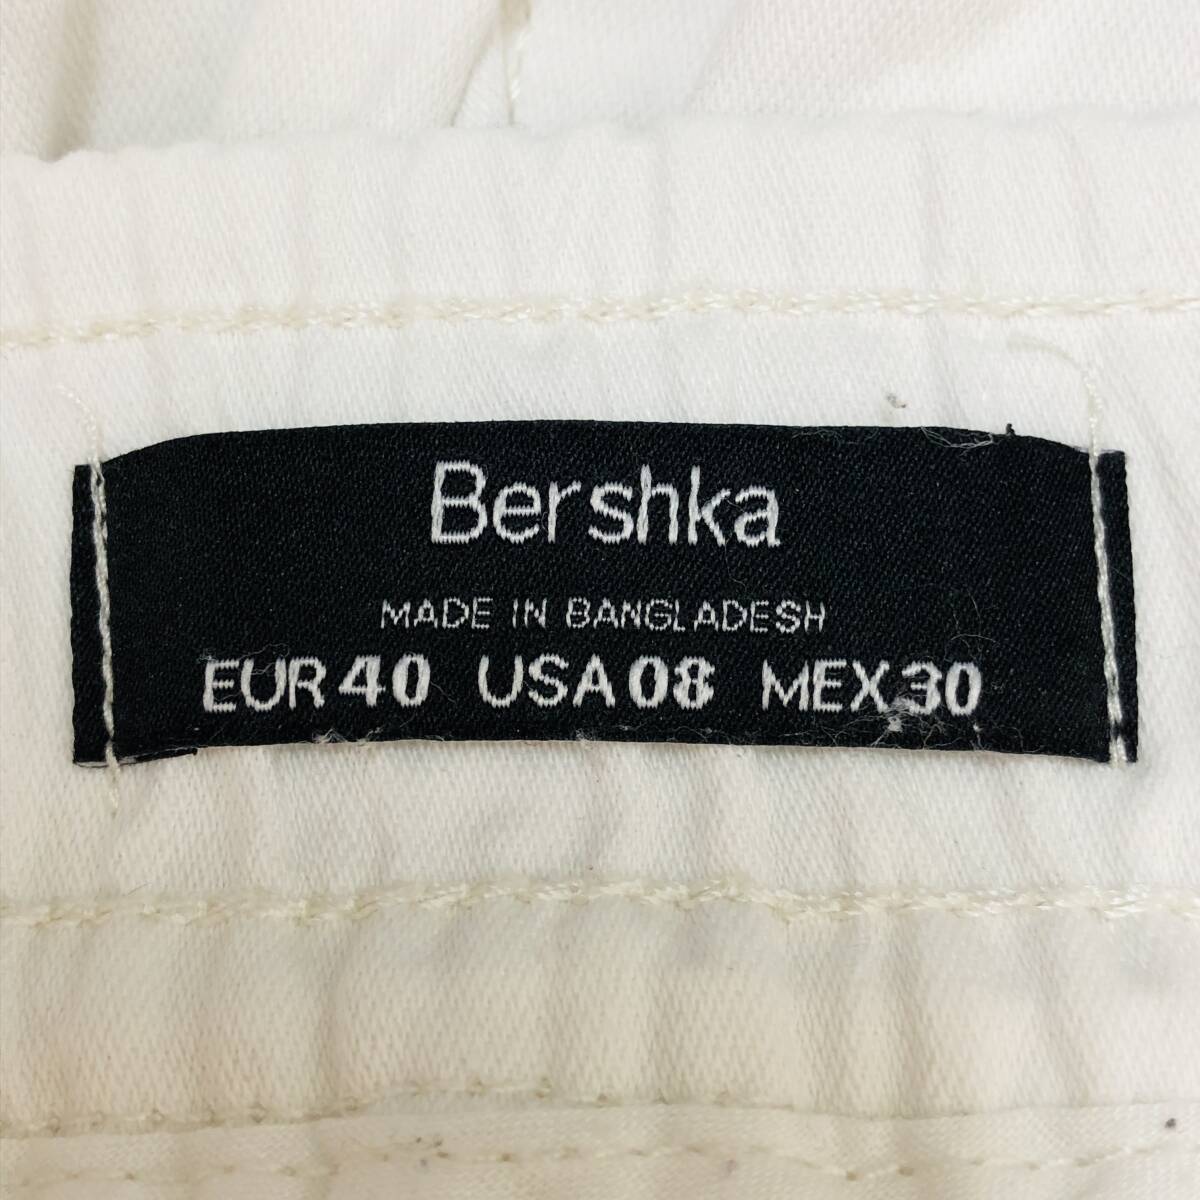 Bershka
MADE IN BANGLADESH
EUR 40 USA 08 MEX 30